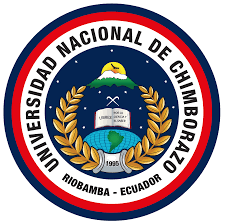 UNIVERSIDAD NACIONAL DE CHIMBORAZO
1995
RIOBAMBA - ECUADOR